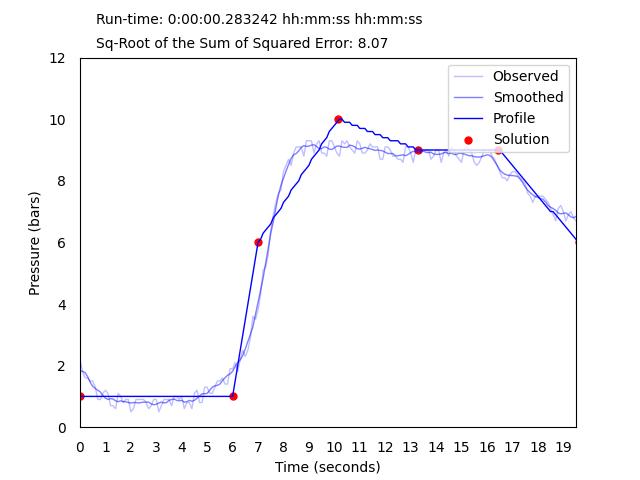 Run-time: 0:00:00.283242 hh:mm:ss hh:mm:ss
Sq-Root of the Sum of Squared Error: 8.07
Observed
Smoothed
Profile
Solution
12
10
8
6
4
2
0
Pressure (bars)
0 1 2 3 4 5 6 7 8 9 10 11 12 13 14 15 16 17 18 19
Time (seconds)